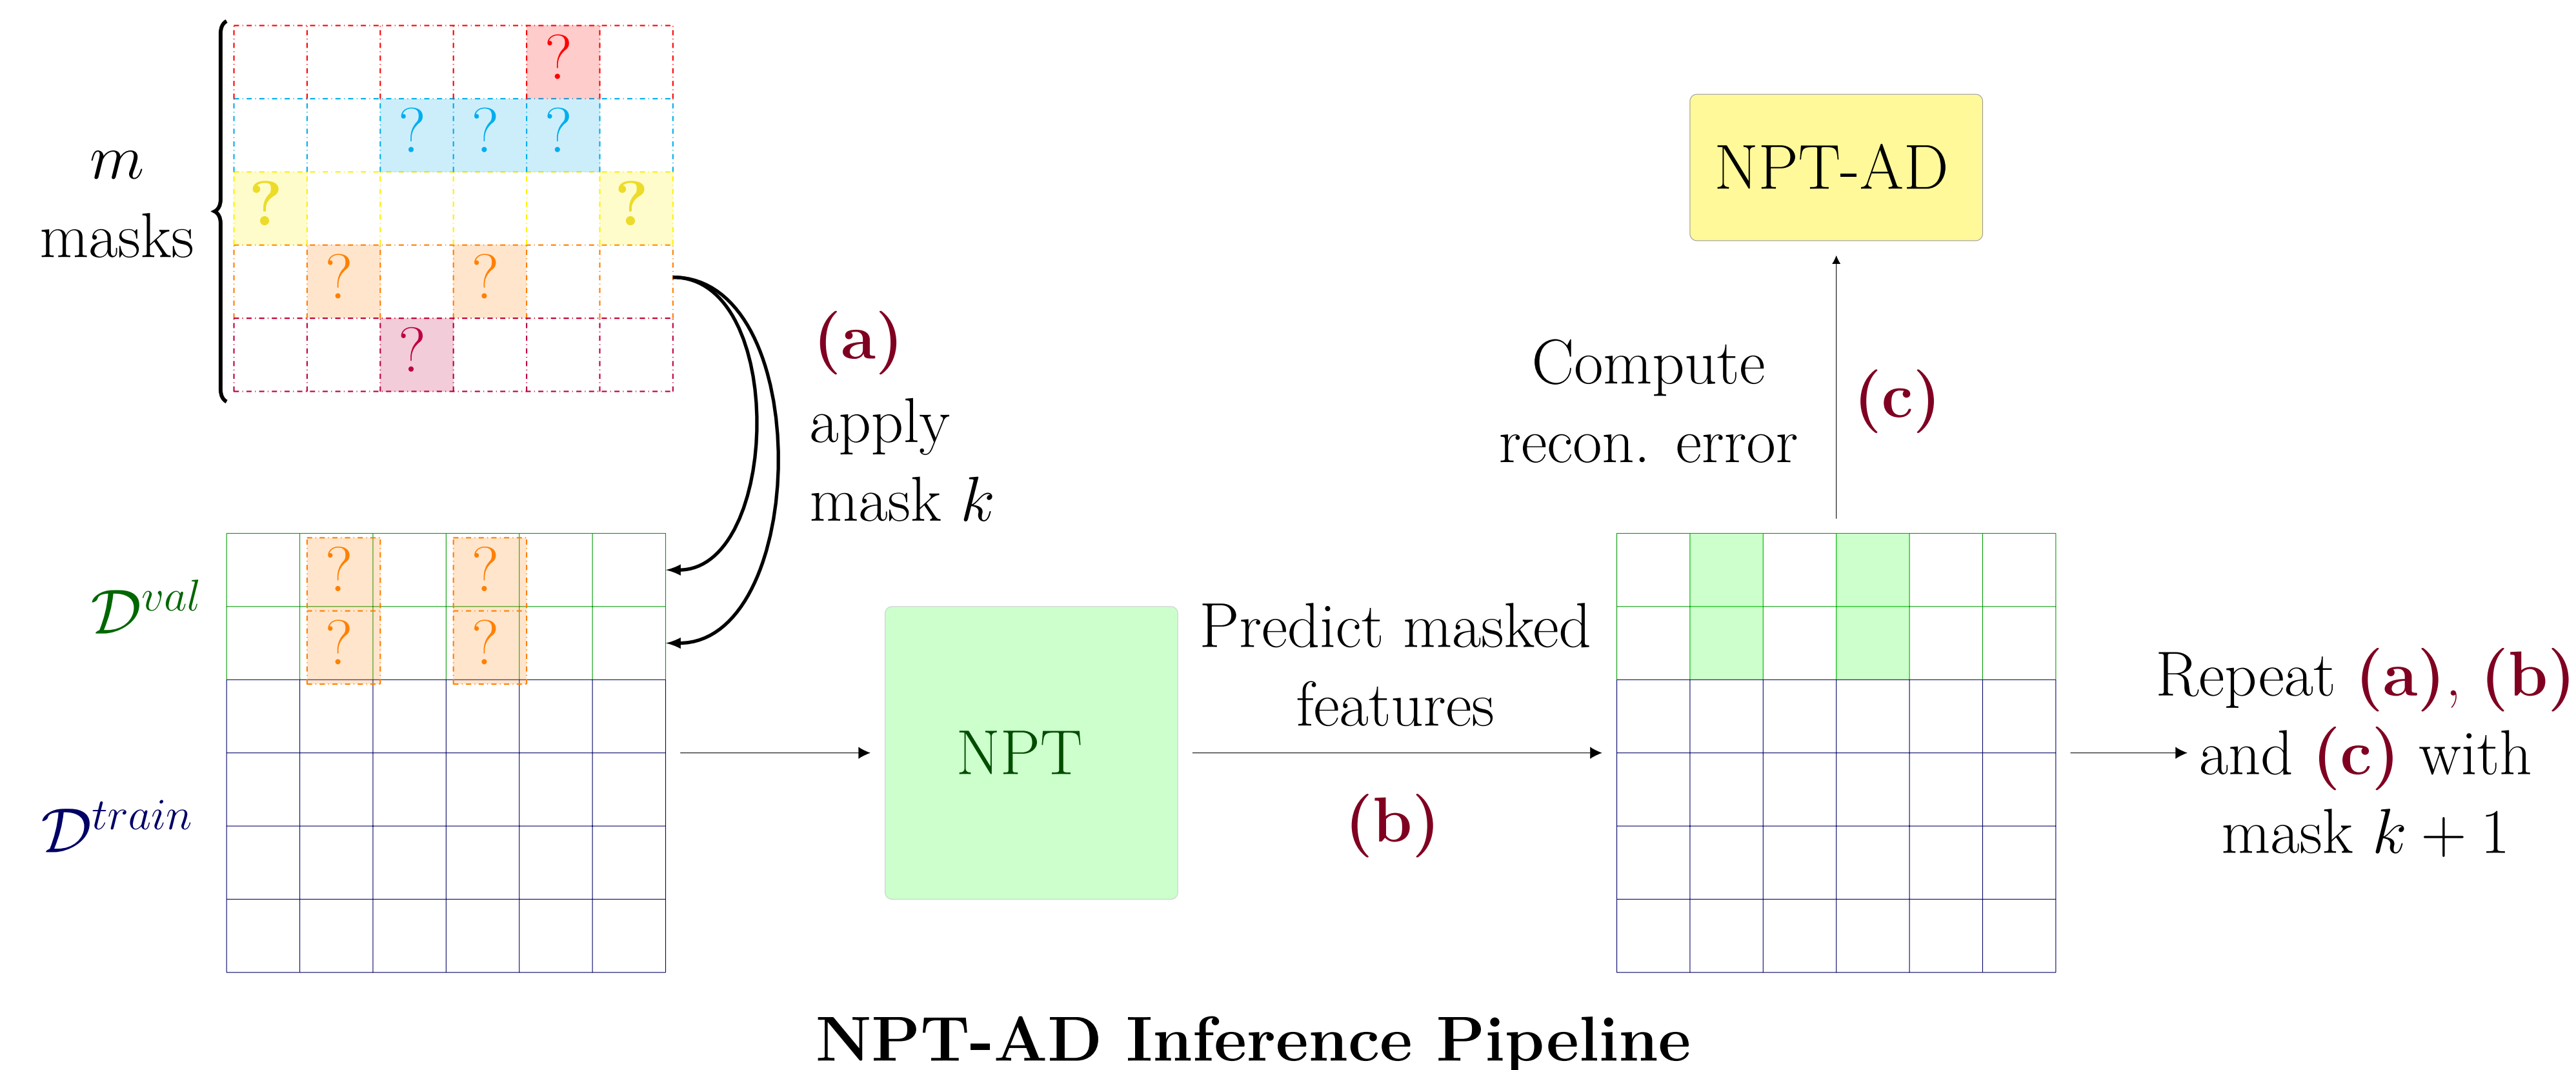 ?
? ? ?
? ?
? ?
?
m
masks
(a)
apply
mask k
? ?
? ?
D^{val}
D^{train}
NPT
Predict masked
features
(b)
NPT-AD
Compute
recon. error
(c)
Repeat (a), (b)
and (c) with
mask k + 1
NPT-AD Inference Pipeline